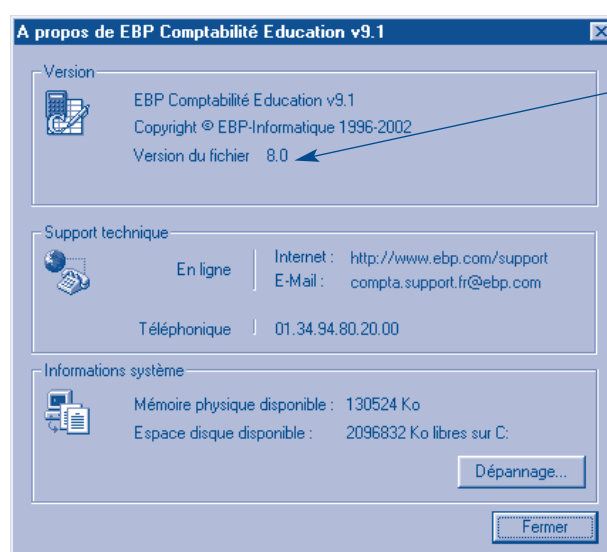 A propos de EBP Comptabilité Education v9.1
Version
EBP Comptabilité Education v9.1
Copyright © EBP-Informatique 1996-2002
Version du fichier 8.0
Support technique
En ligne
Internet : http://www.ebp.com/support
E-Mail : compta.support.fr@ebp.com
Téléphonique 01.34.94.80.20.00
Informations système
Mémoire physique disponible : 130524 Ko
Espace disque disponible : 2096832 Ko libres sur C:
Dépannage...
Fermer